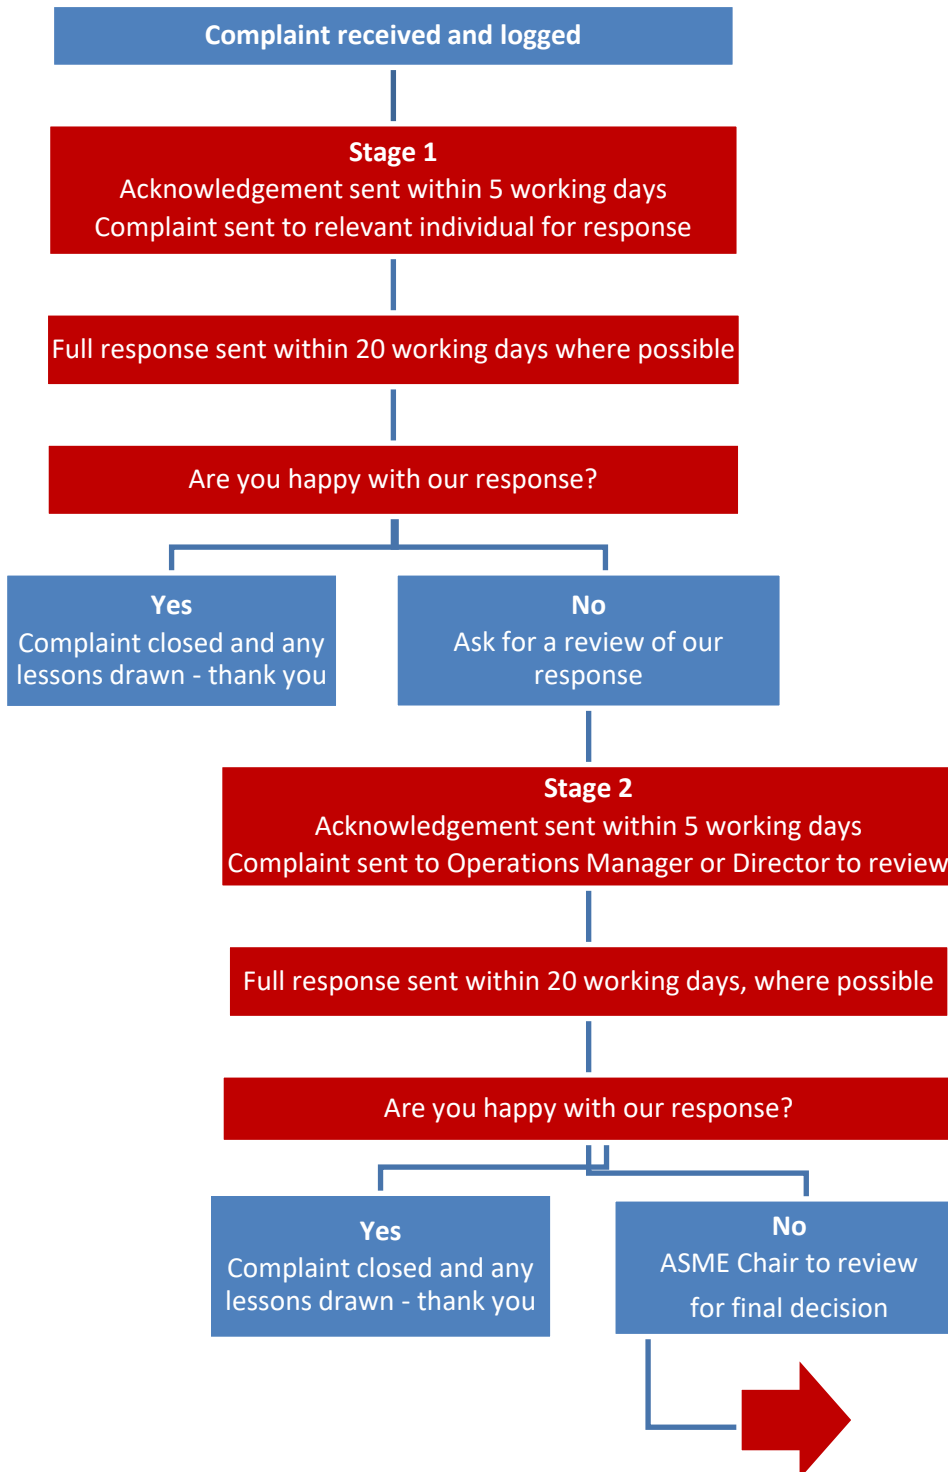 Complaint received and logged
Stage 1
Acknowledgement sent within 5 working days
Complaint sent to relevant individual for response
Full response sent within 20 working days where possible
Are you happy with our response?
Yes
Complaint closed and any
lessons drawn - thank you
No
Ask for a review of our
response
Stage 2
Acknowledgement sent within 5 working days
Complaint sent to Operations Manager or Director to review
Full response sent within 20 working days, where possible
Are you happy with our response?
Yes
Complaint closed and any
lessons drawn - thank you
No
ASME Chair to review
for final decision